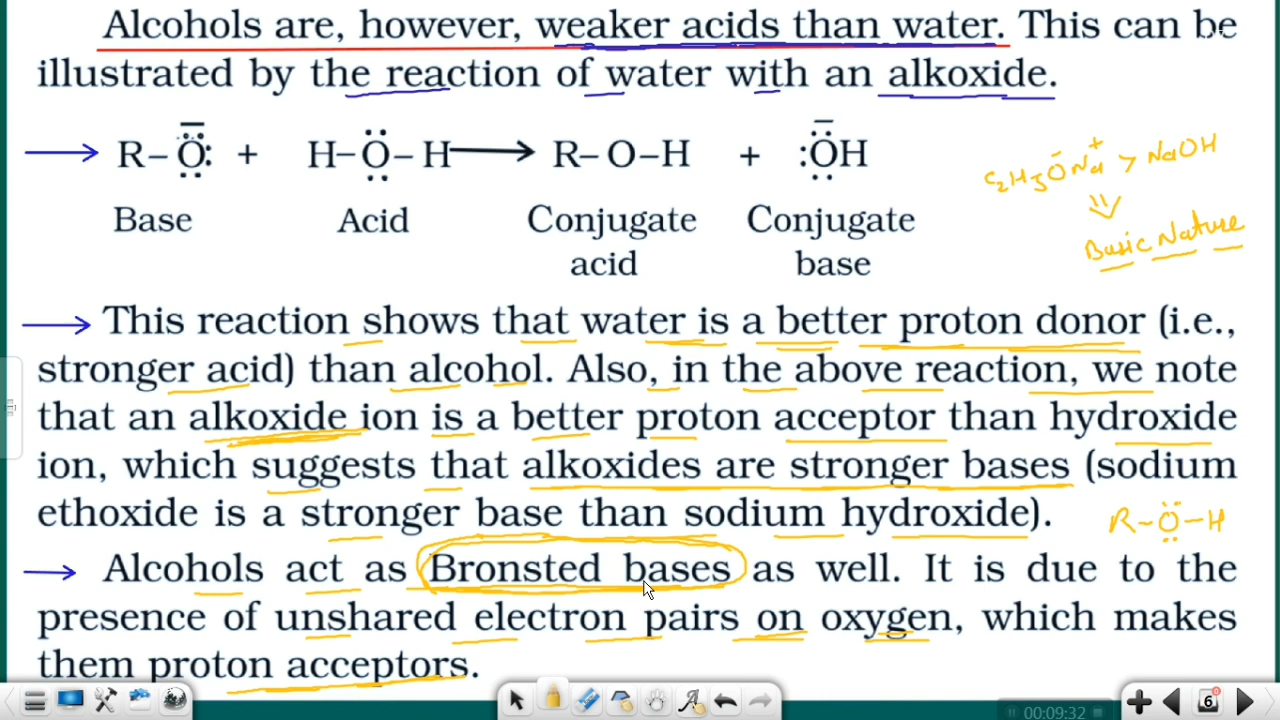 Alcohols are, however, weaker acids than water. This can be
illustrated by the reaction of water with an alkoxide.
R–Ö:⁻ + H–Ö–H → R–O–H + :ÖH⁻
C₂H₅O⁻Na⁺ > NaOH
Basic Nature
Base Acid Conjugate acid Conjugate base
This reaction shows that water is a better proton donor (i.e.,
stronger acid) than alcohol. Also, in the above reaction, we note
that an alkoxide ion is a better proton acceptor than hydroxide
ion, which suggests that alkoxides are stronger bases (sodium
ethoxide is a stronger base than sodium hydroxide).
R–Ö–H
Alcohols act as Bronsted bases as well. It is due to the
presence of unshared electron pairs on oxygen, which makes
them proton acceptors.
6
00:09:32